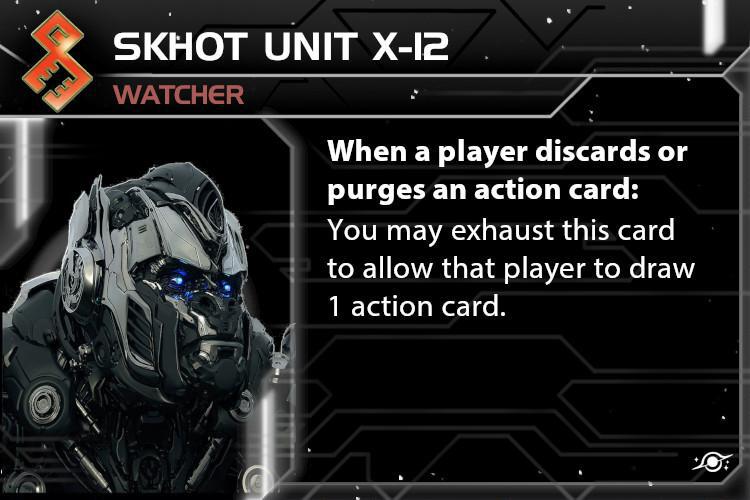 SKHOT UNIT X-12
WATCHER
When a player discards or
purges an action card:
You may exhaust this card
to allow that player to draw
1 action card.